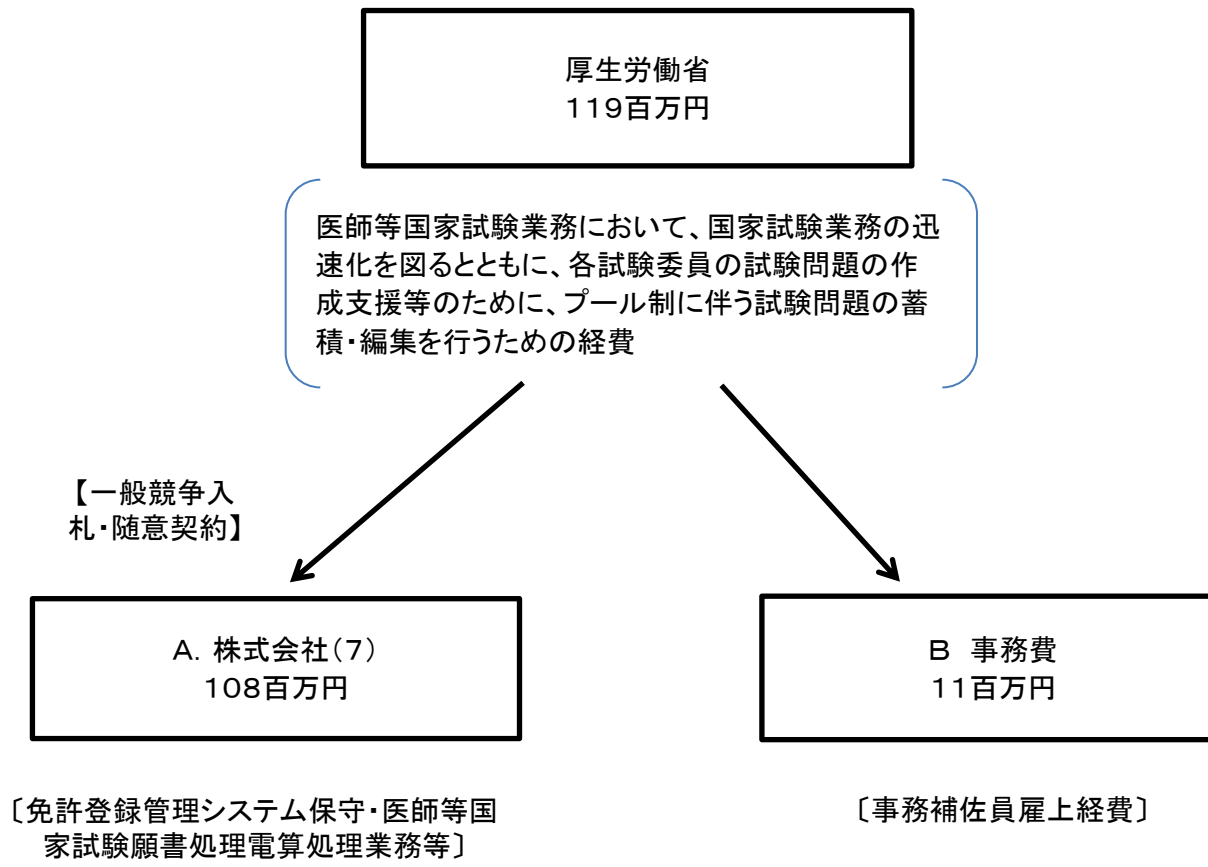 厚生労働省
119百万円
医師等国家試験業務において、国家試験業務の迅
速化を図るとともに、各試験委員の試験問題の作
成支援等のために、プール制に伴う試験問題の蓄
積・編集を行うための経費
【一般競争入
札・随意契約】
A. 株式会社（7）
108百万円
B　事務費
11百万円
〔免許登録管理システム保守・医師等国
家試験願書処理電算処理業務等〕
〔事務補佐員雇上経費〕